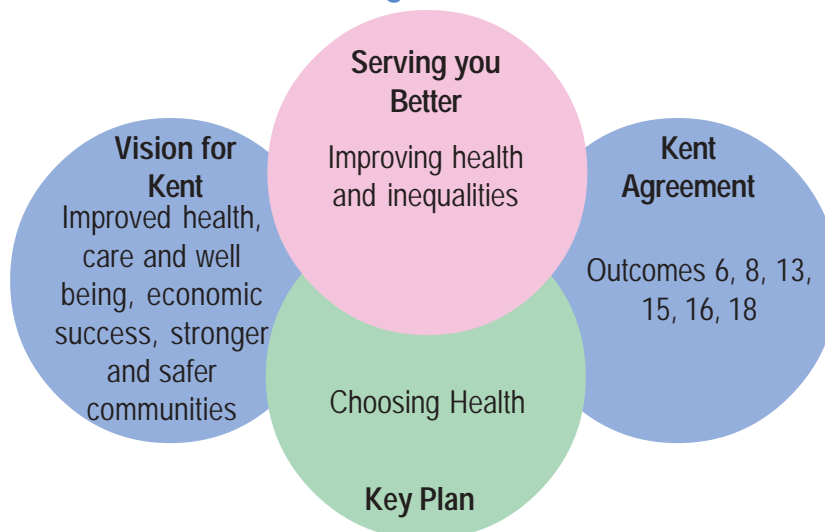 Serving you
Better
Improving health
and inequalities
Vision for
Kent
Improved health,
care and well
being, economic
success, stronger
and safer
communities
Kent
Agreement
Outcomes 6, 8, 13,
15, 16, 18
Choosing Health
Key Plan